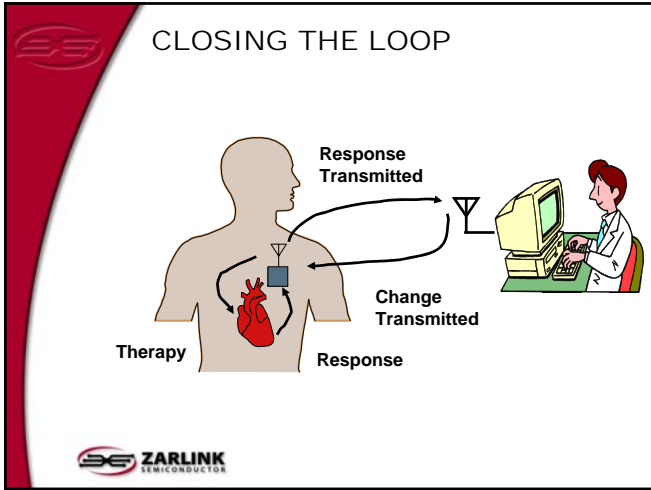 CLOSING THE LOOP
Response
Transmitted
Change
Transmitted
Therapy
Response
ZARLINK
SEMICONDUCTOR